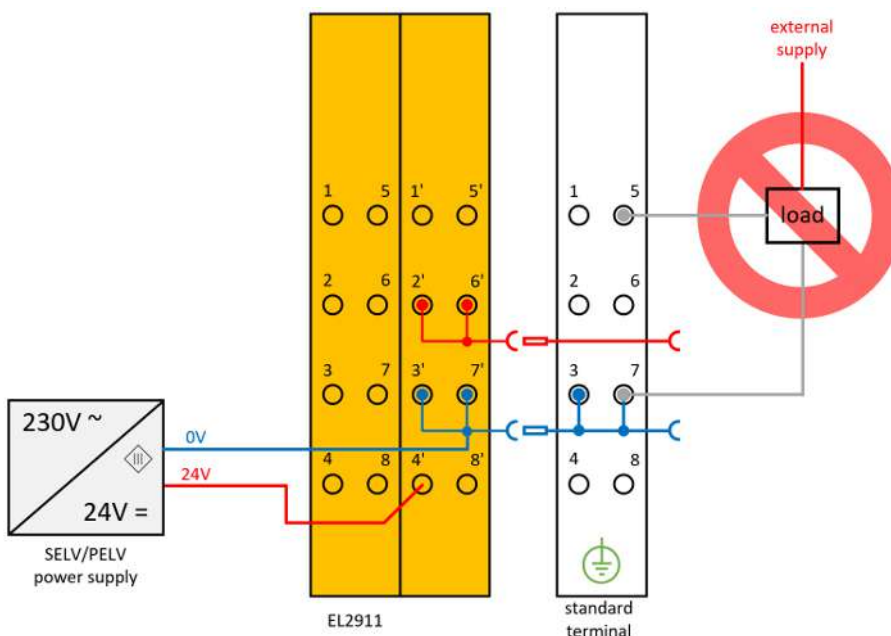 external
supply
1 5 1' 5' 1 5
load
2 6 2' 6' 2 6
3 7 3' 7' 3 7
230V ~
0V
4 8 4' 8' 4 8
24V
24V =
SELV/PELV
power supply
EL2911
standard
terminal